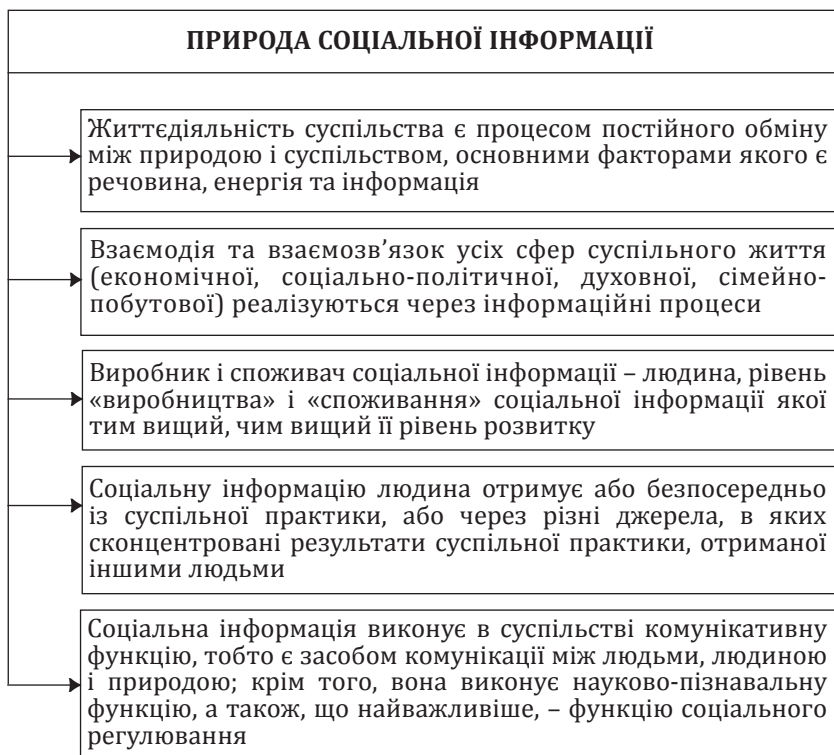 ПРИРОДА СОЦІАЛЬНОЇ ІНФОРМАЦІЇ
Життєдіяльність суспільства є процесом постійного обміну
між природою і суспільством, основними факторами якого є
речовина, енергія та інформація
Взаємодія та взаємозв’язок усіх сфер суспільного життя
(економічної, соціально-політичної, духовної, сімейно-
побутової) реалізуються через інформаційні процеси
Виробник і споживач соціальної інформації – людина, рівень
«виробництва» і «споживання» соціальної інформації якої
тим вищий, чим вищий її рівень розвитку
Соціальну інформацію людина отримує або безпосередньо
із суспільної практики, або через різні джерела, в яких
сконцентровані результати суспільної практики, отриманої
іншими людьми
Соціальна інформація виконує в суспільстві комунікативну
функцію, тобто є засобом комунікації між людьми, людиною
і природою; крім того, вона виконує науково-пізнавальну
функцію, а також, що найважливіше, – функцію соціального
регулювання